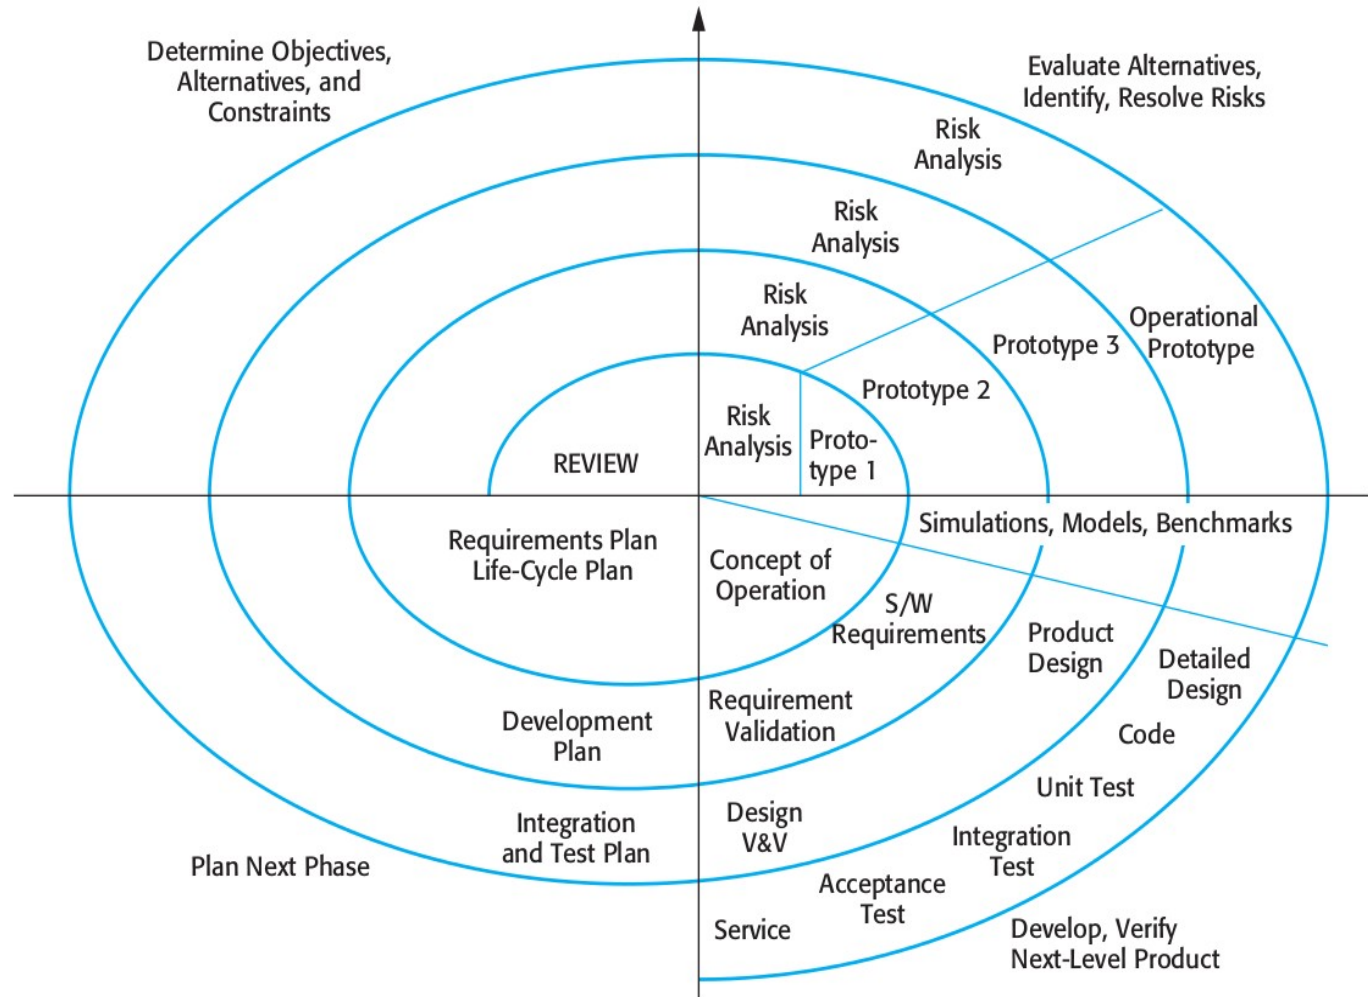 Determine Objectives,
Alternatives, and
Constraints
Evaluate Alternatives,
Identify, Resolve Risks
Risk
Analysis
Risk
Analysis
Risk
Analysis
Operational
Prototype
Prototype 3
Prototype 2
Risk
Analysis
Proto-
type 1
REVIEW
Simulations, Models, Benchmarks
Requirements Plan
Life-Cycle Plan
Concept of
Operation
S/W
Requirements
Product
Design
Detailed
Design
Requirement
Validation
Development
Plan
Code
Unit Test
Design
V&V
Integration
and Test Plan
Integration
Test
Plan Next Phase
Acceptance
Test
Service
Develop, Verify
Next-Level Product